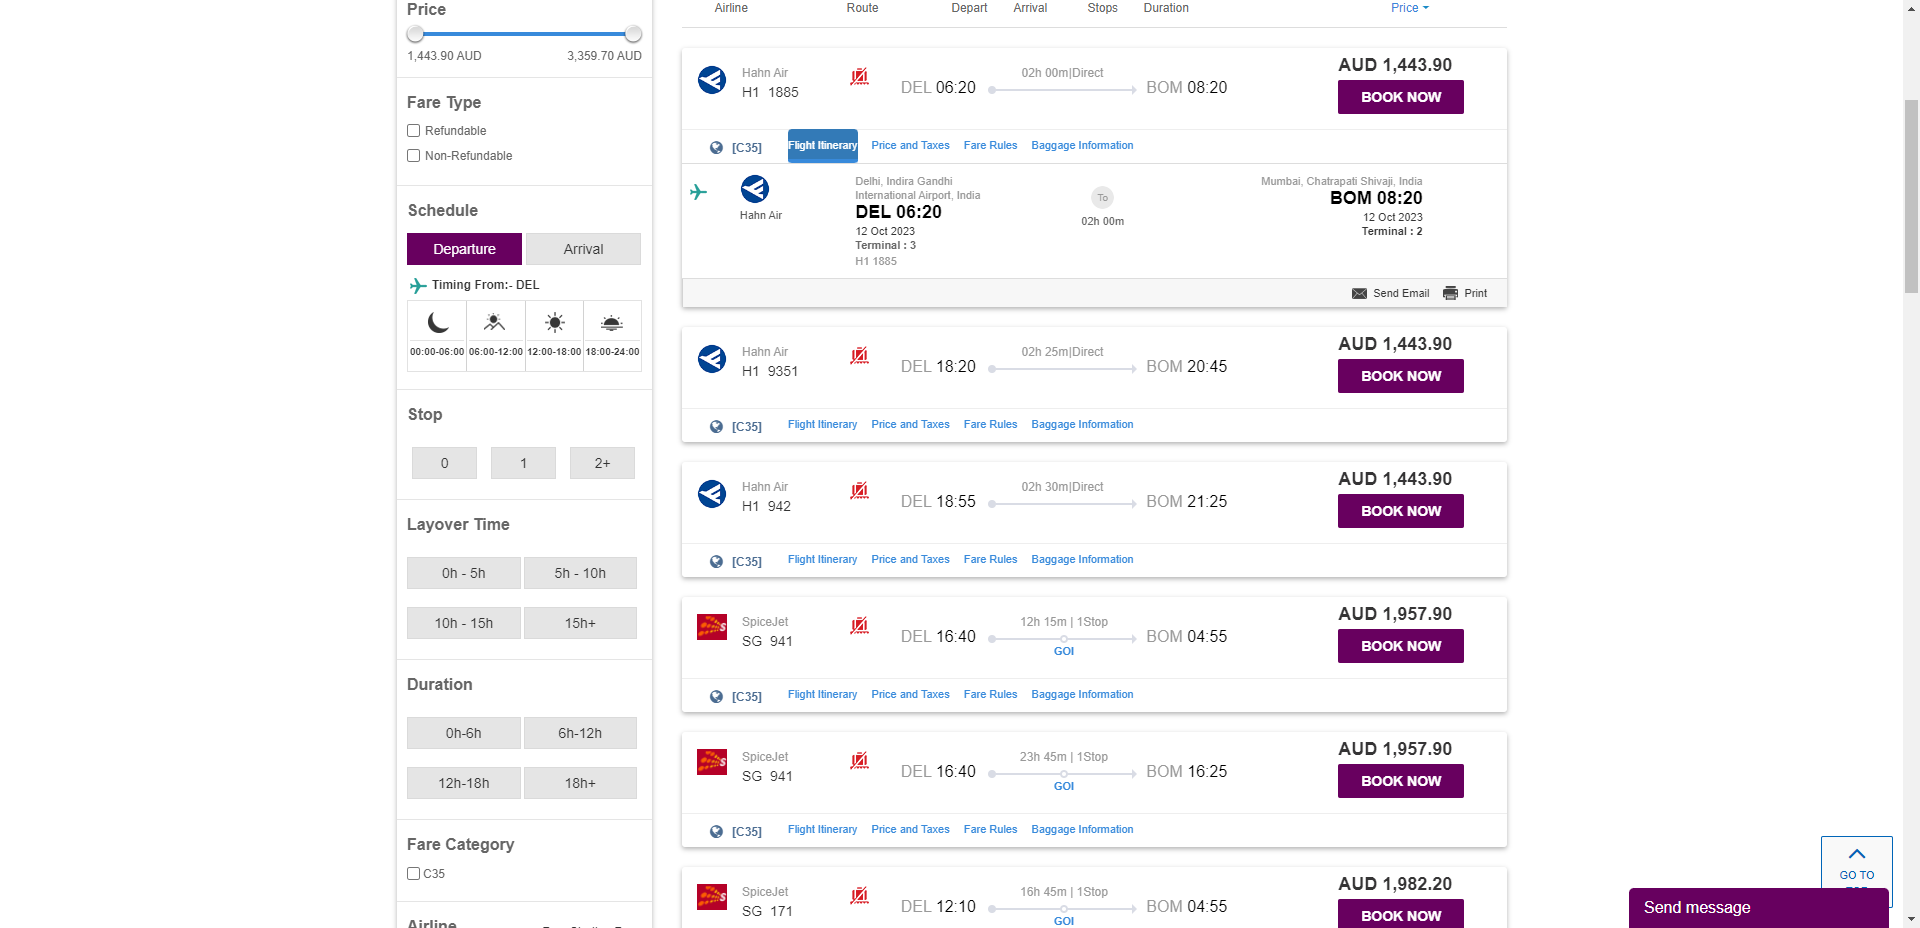 Price
1,443.90 AUD 3,359.70 AUD
Fare Type
Refundable
Non-Refundable
Schedule
Departure Arrival
Timing From:- DEL
00:00-06:00 06:00-12:00 12:00-18:00 18:00-24:00
Stop
0 1 2+
Layover Time
0h - 5h 5h - 10h
10h - 15h 15h+
Duration
0h-6h 6h-12h
12h-18h 18h+
Fare Category
C35
Airline
Airline Route Depart Arrival Stops Duration Price
Hahn Air
H1 1885
DEL 06:20
02h 00m|Direct
BOM 08:20
AUD 1,443.90
BOOK NOW
[C35] Flight Itinerary Price and Taxes Fare Rules Baggage Information
Hahn Air
Delhi, Indira Gandhi
International Airport, India
DEL 06:20
12 Oct 2023
Terminal : 3
H1 1885
To
02h 00m
Mumbai, Chatrapati Shivaji, India
BOM 08:20
12 Oct 2023
Terminal : 2
Send Email Print
Hahn Air
H1 9351
DEL 18:20
02h 25m|Direct
BOM 20:45
AUD 1,443.90
BOOK NOW
[C35] Flight Itinerary Price and Taxes Fare Rules Baggage Information
Hahn Air
H1 942
DEL 18:55
02h 30m|Direct
BOM 21:25
AUD 1,443.90
BOOK NOW
[C35] Flight Itinerary Price and Taxes Fare Rules Baggage Information
SpiceJet
SG 941
DEL 16:40
12h 15m | 1Stop
GOI
BOM 04:55
AUD 1,957.90
BOOK NOW
[C35] Flight Itinerary Price and Taxes Fare Rules Baggage Information
SpiceJet
SG 941
DEL 16:40
23h 45m | 1Stop
GOI
BOM 16:25
AUD 1,957.90
BOOK NOW
[C35] Flight Itinerary Price and Taxes Fare Rules Baggage Information
SpiceJet
SG 171
DEL 12:10
16h 45m | 1Stop
GOI
BOM 04:55
AUD 1,982.20
BOOK NOW
GO TO
Send message